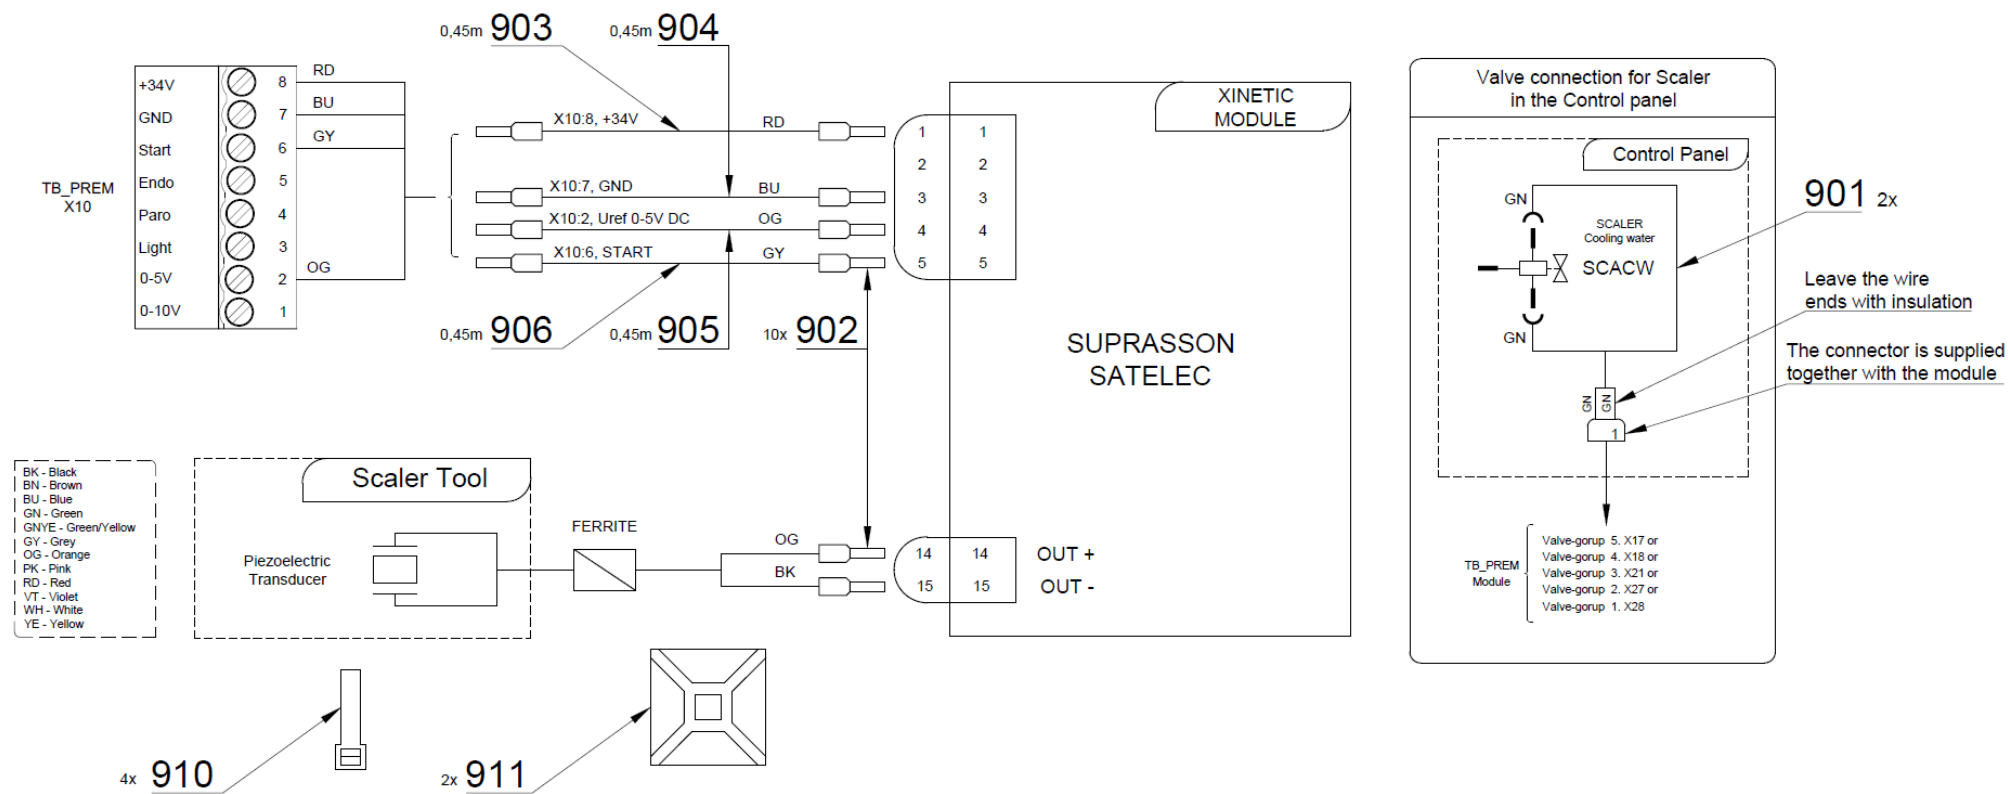 0,45m 903
0,45m 904
+34V 8 RD
GND 7 BU
Start 6 GY
Endo 5
Paro 4
Light 3
0-5V 2 OG
0-10V 1
TB_PREM
X10
X10:8, +34V RD
X10:7, GND BU
X10:2, Uref 0-5V DC OG
X10:6, START GY
0,45m 906
0,45m 905
10x 902
XINETIC
MODULE
1 1
2 2
3 3
4 4
5 5
SUPRASSON
SATELEC
14 14 OUT +
15 15 OUT -
Valve connection for Scaler
in the Control panel
Control Panel
GN
SCALER
Cooling water
SCACW
GN
901 2x
Leave the wire
ends with insulation
The connector is supplied
together with the module
GN
GN
1
TB_PREM
Module
Valve-gorup 5. X17 or
Valve-gorup 4. X18 or
Valve-gorup 3. X21 or
Valve-gorup 2. X27 or
Valve-gorup 1. X28
BK - Black
BN - Brown
BU - Blue
GN - Green
GNYE - Green/Yellow
GY - Grey
OG - Orange
PK - Pink
RD - Red
VT - Violet
WH - White
YE - Yellow
Scaler Tool
Piezoelectric
Transducer
FERRITE
OG
BK
4x 910
2x 911